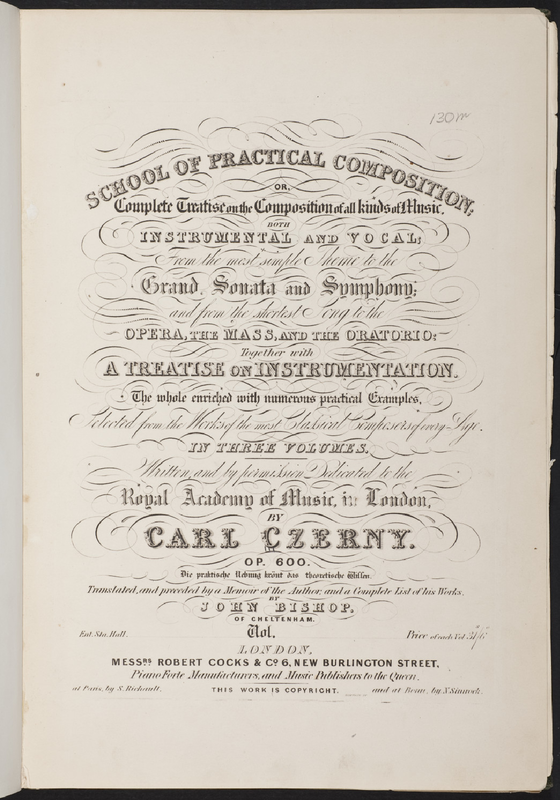 130m
SCHOOL OF PRACTICAL COMPOSITION;
OR,
Complete Treatise on the Composition of all kinds of Music,
BOTH
INSTRUMENTAL AND VOCAL;
From the most simple Theme to the
Grand Sonata and Symphony;
and from the shortest Song to the
OPERA, THE MASS, AND THE ORATORIO:
Together with
A TREATISE ON INSTRUMENTATION.
The whole enriched with numerous practical Examples,
Selected from the Works of the most Classical Composers of every Age.
IN THREE VOLUMES.
Written, and by permission Dedicated to the
Royal Academy of Music, in London,
BY
CARL CZERNY.
OP. 600.
Die praktische Uebung krönt das theoretische Wissen.
Translated, and preceded by a Memoir of the Author, and a Complete List of his Works,
BY
JOHN BISHOP,
OF CHELTENHAM.
Ent. Sta. Hall. Vol. Price of each Vol. 31/6
LONDON,
MESSRS ROBERT COCKS & CO. 6, NEW BURLINGTON STREET,
Piano Forte Manufacturers, and Music Publishers to the Queen.
at Paris, by S. Richault. THIS WORK IS COPYRIGHT. and at Bonn, by N. Simrock.